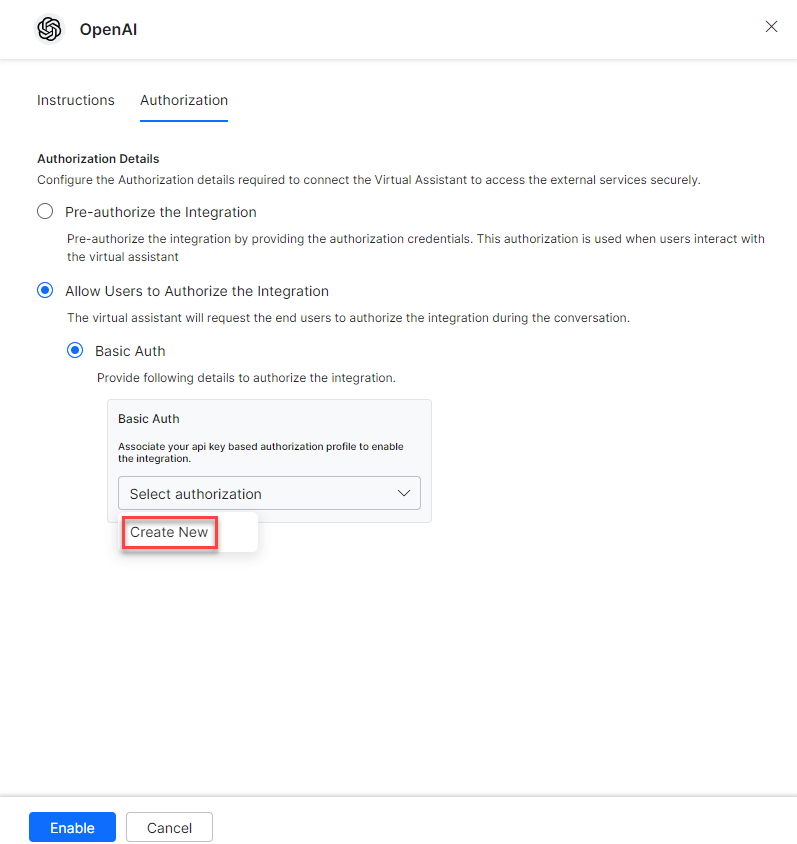 OpenAI
Instructions
Authorization
Authorization Details
Configure the Authorization details required to connect the Virtual Assistant to access the external services securely.
Pre-authorize the Integration
Pre-authorize the integration by providing the authorization credentials. This authorization is used when users interact with
the virtual assistant
Allow Users to Authorize the Integration
The virtual assistant will request the end users to authorize the integration during the conversation.
Basic Auth
Provide following details to authorize the integration.
Basic Auth
Associate your api key based authorization profile to enable
the integration.
Select authorization
Create New
Enable
Cancel